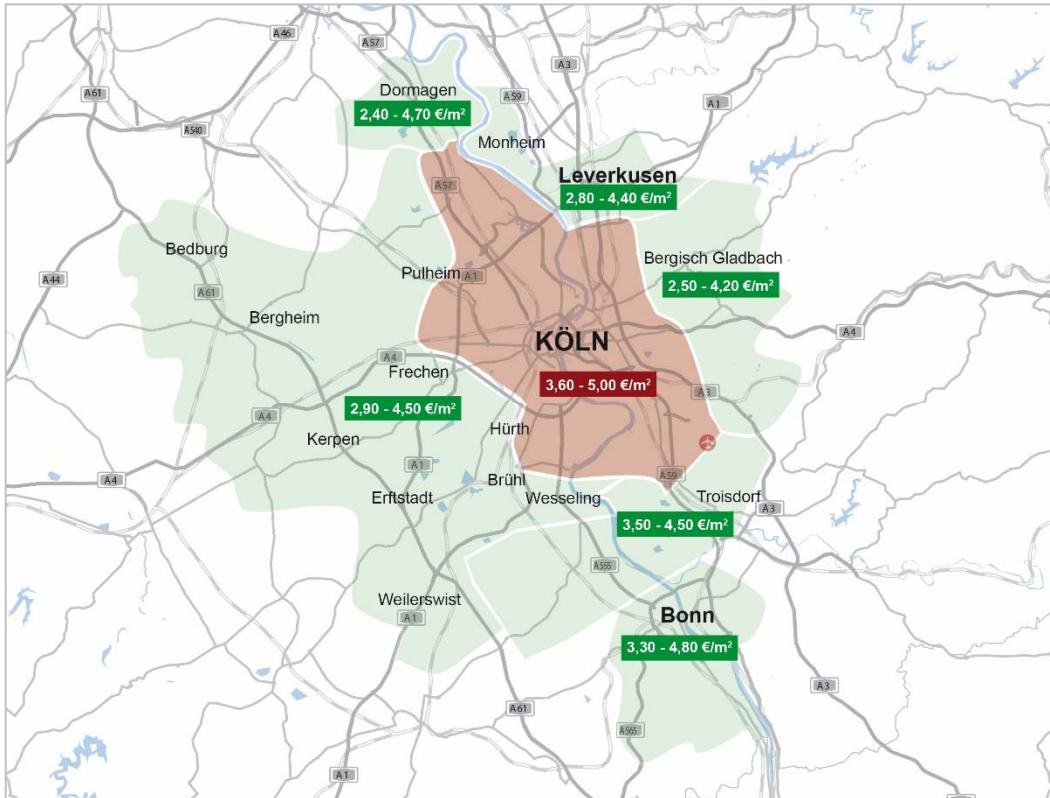 A46
A57
A3
A61
A59
A1
Dormagen
2,40 - 4,70 €/m²
A540
Monheim
Leverkusen
2,80 - 4,40 €/m²
A57
Bedburg
Bergisch Gladbach
A44
Pulheim
A1
2,50 - 4,20 €/m²
A61
Bergheim
A4
KÖLN
A4
Frechen
3,60 - 5,00 €/m²
A3
2,90 - 4,50 €/m²
A4
Hürth
Kerpen
A1
A4
Brühl
A59
Erftstadt
Wesseling
Troisdorf
A3
3,50 - 4,50 €/m²
A555
Weilerswist
A1
Bonn
3,30 - 4,80 €/m²
A3
A61
A565
A1